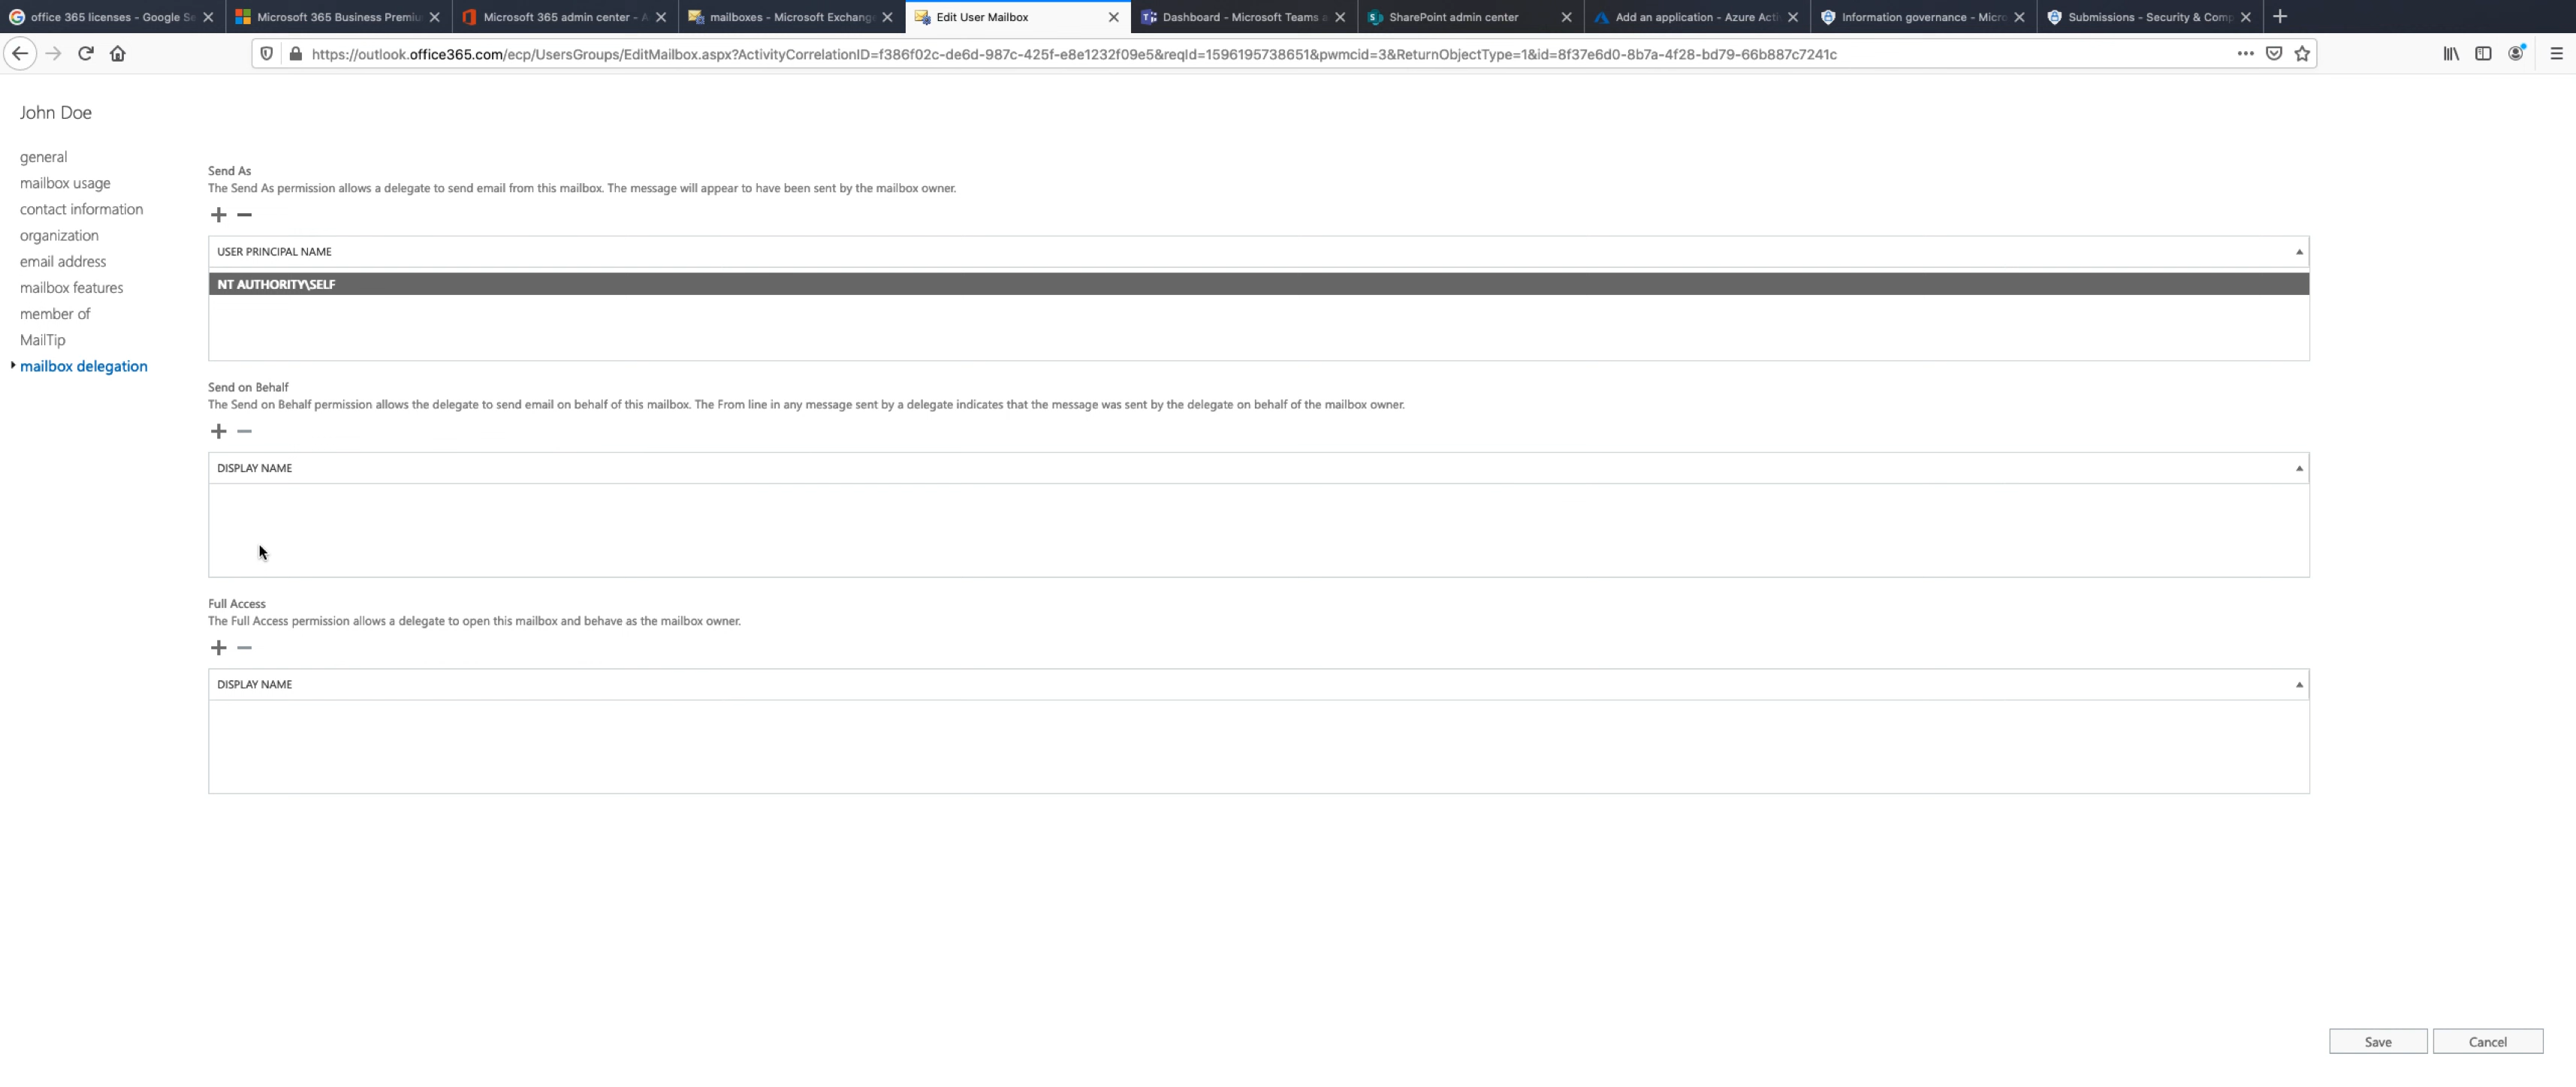 office 365 licenses - Google Se
Microsoft 365 Business Premiu
Microsoft 365 admin center - A
mailboxes - Microsoft Exchange
Edit User Mailbox
Dashboard - Microsoft Teams a
SharePoint admin center
Add an application - Azure Acti
Information governance - Micro
Submissions - Security & Comp
https://outlook.office365.com/ecp/UsersGroups/EditMailbox.aspx?ActivityCorrelationID=f386f02c-de6d-987c-425f-e8e1232f09e5&reqId=1596195738651&pwmcid=3&ReturnObjectType=1&id=8f37e6d0-8b7a-4f28-bd79-66b887c7241c
John Doe
general
mailbox usage
contact information
organization
email address
mailbox features
member of
MailTip
mailbox delegation
Send As
The Send As permission allows a delegate to send email from this mailbox. The message will appear to have been sent by the mailbox owner.
USER PRINCIPAL NAME
NT AUTHORITY\SELF
Send on Behalf
The Send on Behalf permission allows the delegate to send email on behalf of this mailbox. The From line in any message sent by a delegate indicates that the message was sent by the delegate on behalf of the mailbox owner.
DISPLAY NAME
Full Access
The Full Access permission allows a delegate to open this mailbox and behave as the mailbox owner.
DISPLAY NAME
Save
Cancel